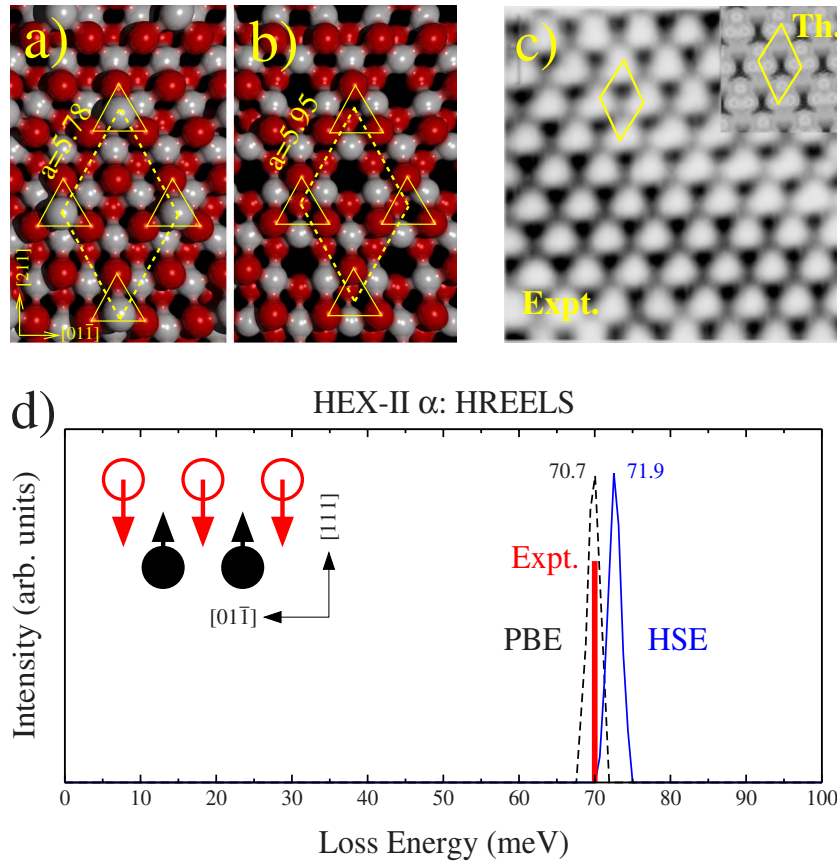 a)
a=5.78
[211]
[011̅]
b)
a=5.95
c)
Th.
Expt.
d)
HEX-II α: HREELS
Intensity (arb. units)
[111]
[011̅]
70.7
71.9
Expt.
PBE
HSE
0 10 20 30 40 50 60 70 80 90 100
Loss Energy (meV)